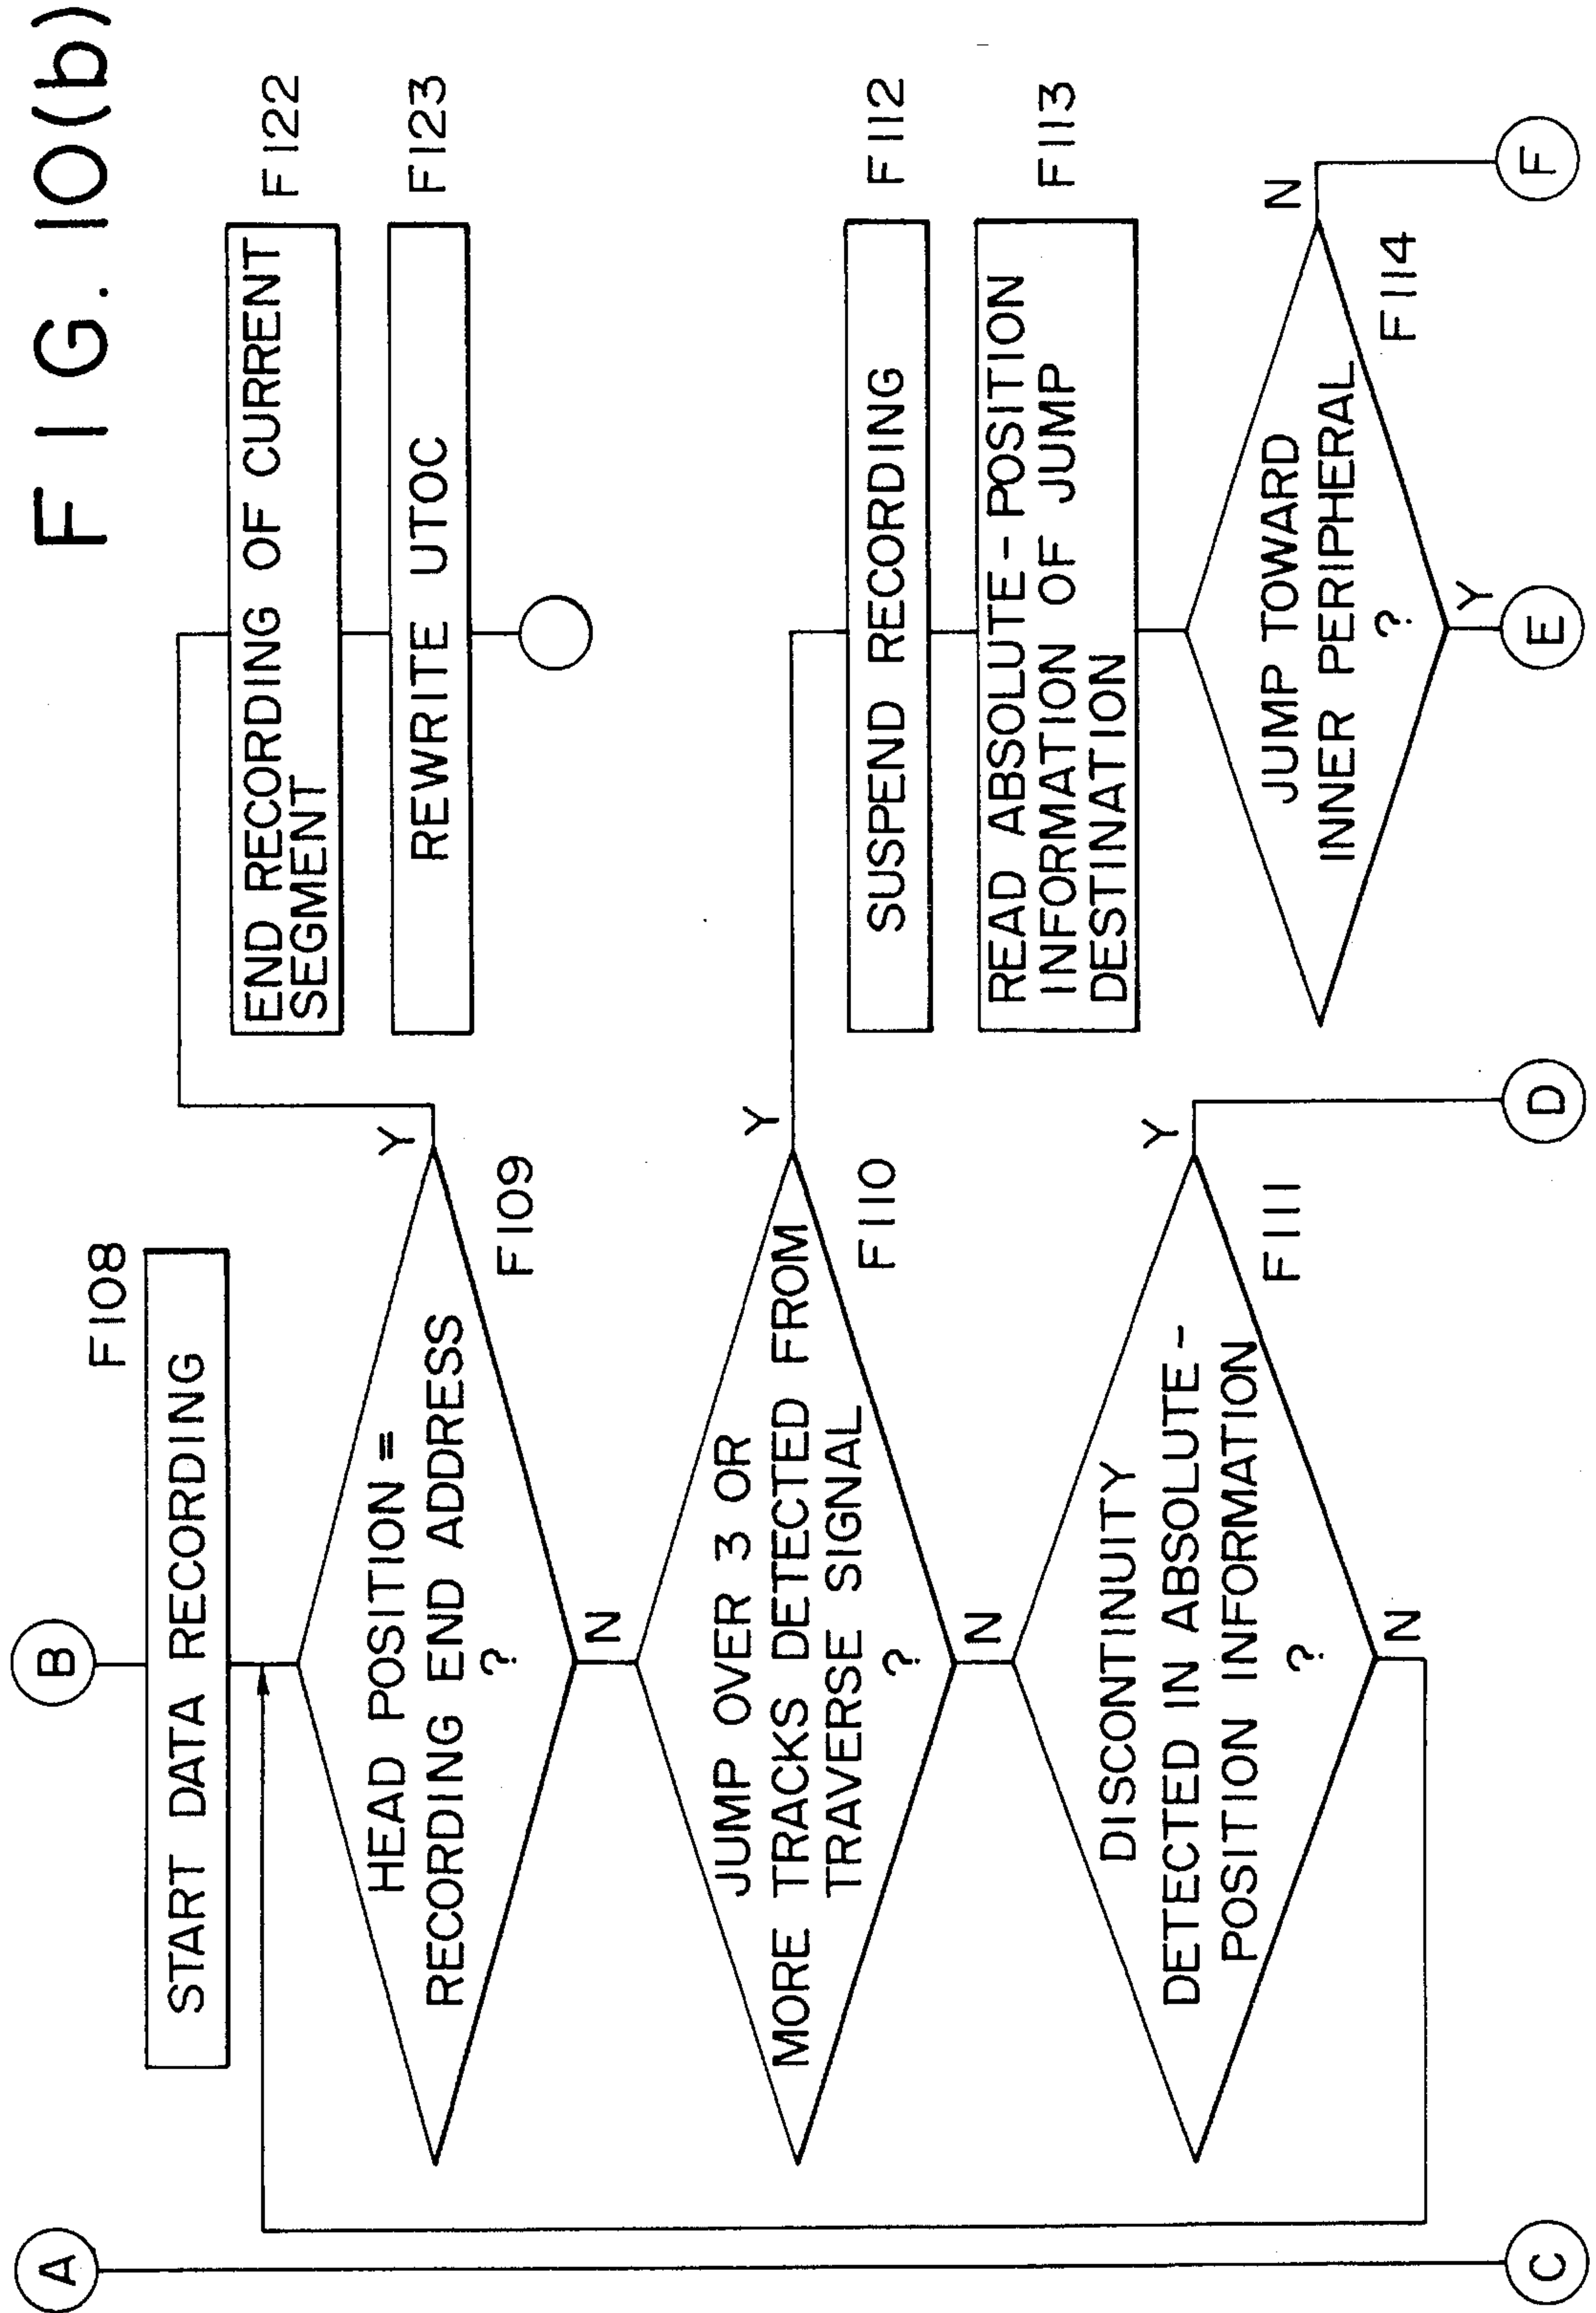 FIG. 10(b)
B
F108
START DATA RECORDING
HEAD POSITION =
RECORDING END ADDRESS
?
Y
F109
N
JUMP OVER 3 OR
MORE TRACKS DETECTED FROM
TRAVERSE SIGNAL
?
Y
F110
N
DISCONTINUITY
DETECTED IN ABSOLUTE-
POSITION INFORMATION
?
Y
F111
N
D
A
C
END RECORDING OF CURRENT
SEGMENT
F122
REWRITE UTOC
F123
SUSPEND RECORDING
F112
READ ABSOLUTE-POSITION
INFORMATION OF JUMP
DESTINATION
F113
JUMP TOWARD
INNER PERIPHERAL
?
N
F114
Y
E
F